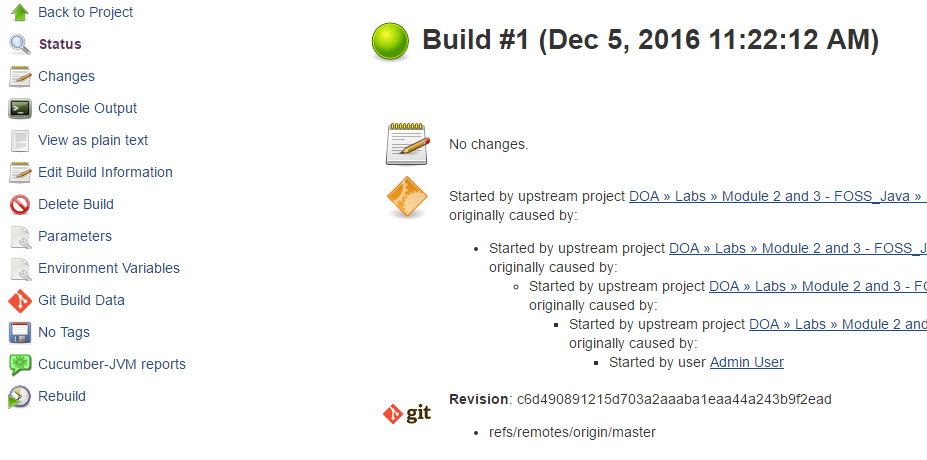 Back to Project
Status
Changes
Console Output
View as plain text
Edit Build Information
Delete Build
Parameters
Environment Variables
Git Build Data
No Tags
Cucumber-JVM reports
Rebuild
Build #1 (Dec 5, 2016 11:22:12 AM)
No changes.
Started by upstream project DOA » Labs » Module 2 and 3 - FOSS_Java »
originally caused by:
Started by upstream project DOA » Labs » Module 2 and 3 - FOSS_J
originally caused by:
Started by upstream project DOA » Labs » Module 2 and 3 - FO
originally caused by:
Started by upstream project DOA » Labs » Module 2 and
originally caused by:
Started by user Admin User
git
Revision: c6d490891215d703a2aaaba1eaa44a243b9f2ead
refs/remotes/origin/master